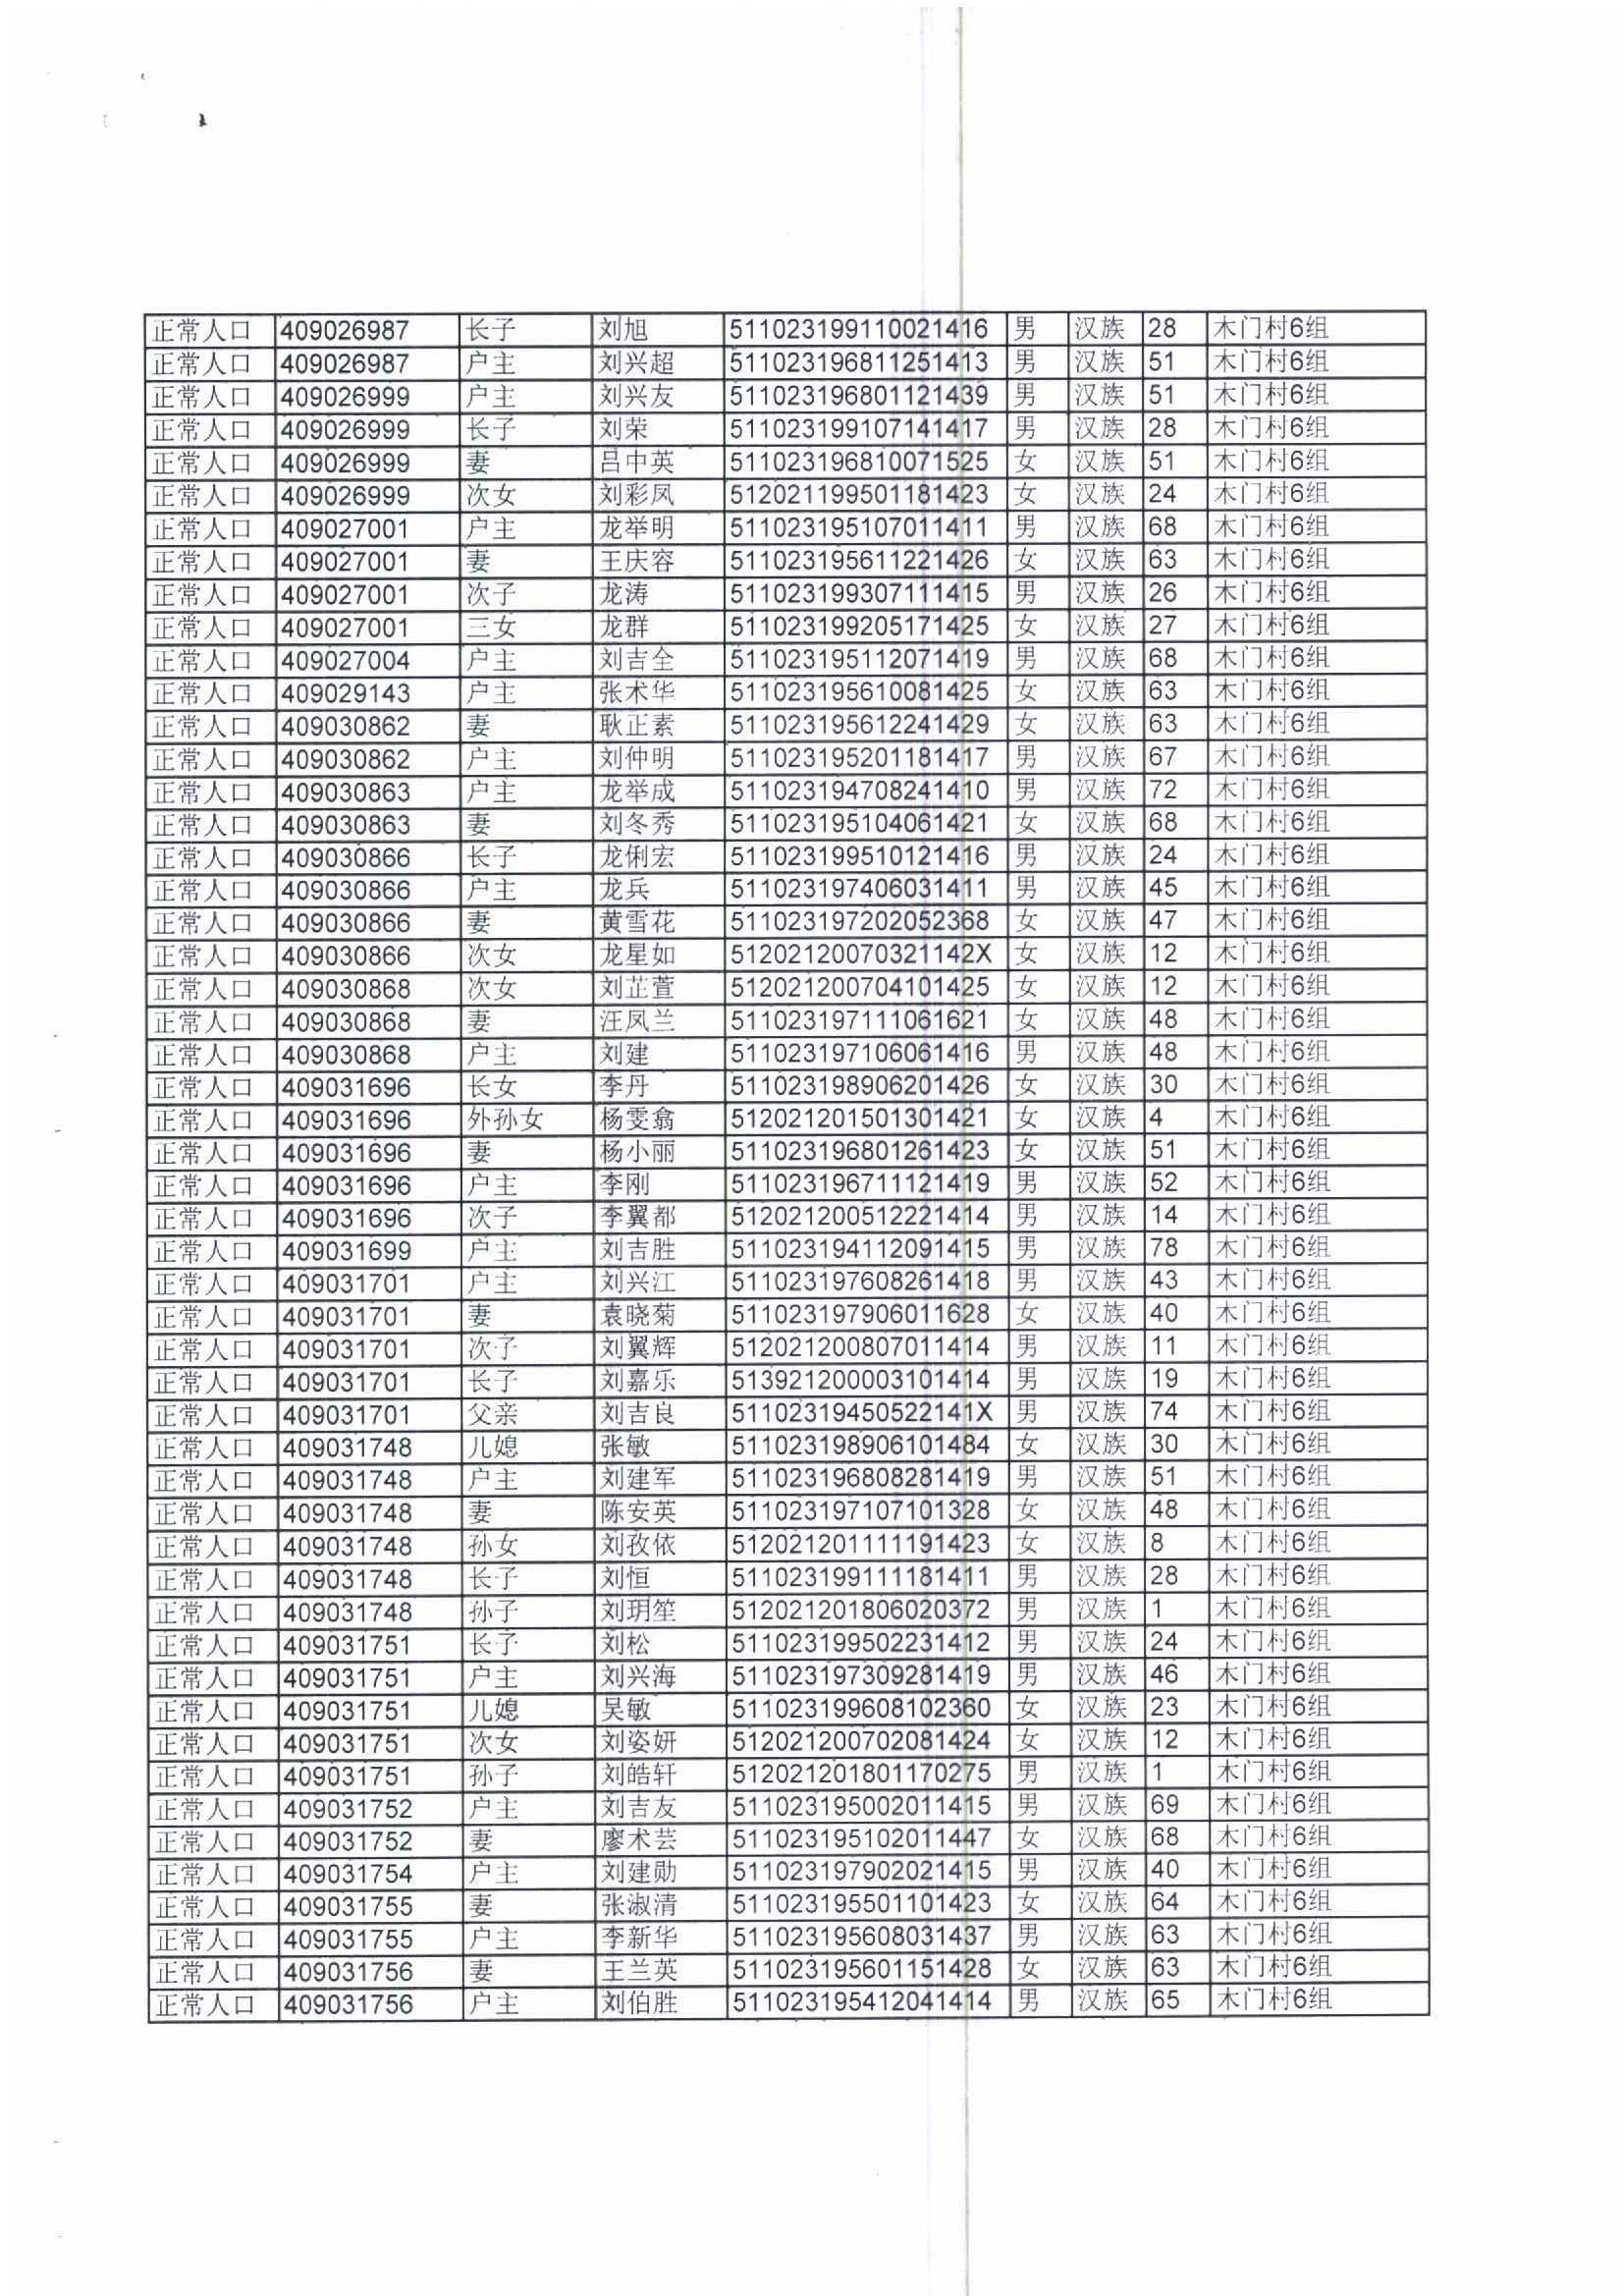 正常人口 409026987 长子 刘旭 511023199110021416 男 汉族 28 木门村6组
正常人口 409026987 户主 刘兴超 511023196811251413 男 汉族 51 木门村6组
正常人口 409026999 户主 刘兴友 511023196801121439 男 汉族 51 木门村6组
正常人口 409026999 长子 刘荣 511023199107141417 男 汉族 28 木门村6组
正常人口 409026999 妻 吕中英 511023196810071525 女 汉族 51 木门村6组
正常人口 409026999 次女 刘彩凤 512021199501181423 女 汉族 24 木门村6组
正常人口 409027001 户主 龙举明 511023195107011411 男 汉族 68 木门村6组
正常人口 409027001 妻 王庆容 511023195611221426 女 汉族 63 木门村6组
正常人口 409027001 次子 龙涛 511023199307111415 男 汉族 26 木门村6组
正常人口 409027001 三女 龙群 511023199205171425 女 汉族 27 木门村6组
正常人口 409027004 户主 刘吉全 511023195112071419 男 汉族 68 木门村6组
正常人口 409029143 户主 张术华 511023195610081425 女 汉族 63 木门村6组
正常人口 409030862 妻 耿正素 511023195612241429 女 汉族 63 木门村6组
正常人口 409030862 户主 刘仲明 511023195201181417 男 汉族 67 木门村6组
正常人口 409030863 户主 龙举成 511023194708241410 男 汉族 72 木门村6组
正常人口 409030863 妻 刘冬秀 511023195104061421 女 汉族 68 木门村6组
正常人口 409030866 长子 龙俐宏 511023199510121416 男 汉族 24 木门村6组
正常人口 409030866 户主 龙兵 511023197406031411 男 汉族 45 木门村6组
正常人口 409030866 妻 黄雪花 511023197202052368 女 汉族 47 木门村6组
正常人口 409030866 次女 龙星如 51202120070321142X 女 汉族 12 木门村6组
正常人口 409030868 次女 刘芷萱 512021200704101425 女 汉族 12 木门村6组
正常人口 409030868 妻 汪凤兰 511023197111061621 女 汉族 48 木门村6组
正常人口 409030868 户主 刘建 511023197106061416 男 汉族 48 木门村6组
正常人口 409031696 长女 李丹 511023198906201426 女 汉族 30 木门村6组
正常人口 409031696 外孙女 杨雯翕 512021201501301421 女 汉族 4 木门村6组
正常人口 409031696 妻 杨小丽 511023196801261423 女 汉族 51 木门村6组
正常人口 409031696 户主 李刚 511023196711121419 男 汉族 52 木门村6组
正常人口 409031696 次子 李翼都 512021200512221414 男 汉族 14 木门村6组
正常人口 409031699 户主 刘吉胜 511023194112091415 男 汉族 78 木门村6组
正常人口 409031701 户主 刘兴江 511023197608261418 男 汉族 43 木门村6组
正常人口 409031701 妻 袁晓菊 511023197906011628 女 汉族 40 木门村6组
正常人口 409031701 次子 刘翼辉 512021200807011414 男 汉族 11 木门村6组
正常人口 409031701 长子 刘嘉乐 513921200003101414 男 汉族 19 木门村6组
正常人口 409031701 父亲 刘吉良 51102319450522141X 男 汉族 74 木门村6组
正常人口 409031748 儿媳 张敏 511023198906101484 女 汉族 30 木门村6组
正常人口 409031748 户主 刘建军 511023196808281419 男 汉族 51 木门村6组
正常人口 409031748 妻 陈安英 511023197107101328 女 汉族 48 木门村6组
正常人口 409031748 孙女 刘孜依 512021201111191423 女 汉族 8 木门村6组
正常人口 409031748 长子 刘恒 511023199111181411 男 汉族 28 木门村6组
正常人口 409031748 孙子 刘玥笙 512021201806020372 男 汉族 1 木门村6组
正常人口 409031751 长子 刘松 511023199502231412 男 汉族 24 木门村6组
正常人口 409031751 户主 刘兴海 511023197309281419 男 汉族 46 木门村6组
正常人口 409031751 儿媳 吴敏 511023199608102360 女 汉族 23 木门村6组
正常人口 409031751 次女 刘姿妍 512021200702081424 女 汉族 12 木门村6组
正常人口 409031751 孙子 刘皓轩 512021201801170275 男 汉族 1 木门村6组
正常人口 409031752 户主 刘吉友 511023195002011415 男 汉族 69 木门村6组
正常人口 409031752 妻 廖术芸 511023195102011447 女 汉族 68 木门村6组
正常人口 409031754 户主 刘建勋 511023197902021415 男 汉族 40 木门村6组
正常人口 409031755 妻 张淑清 511023195501101423 女 汉族 64 木门村6组
正常人口 409031755 户主 李新华 511023195608031437 男 汉族 63 木门村6组
正常人口 409031756 妻 王兰英 511023195601151428 女 汉族 63 木门村6组
正常人口 409031756 户主 刘伯胜 511023195412041414 男 汉族 65 木门村6组